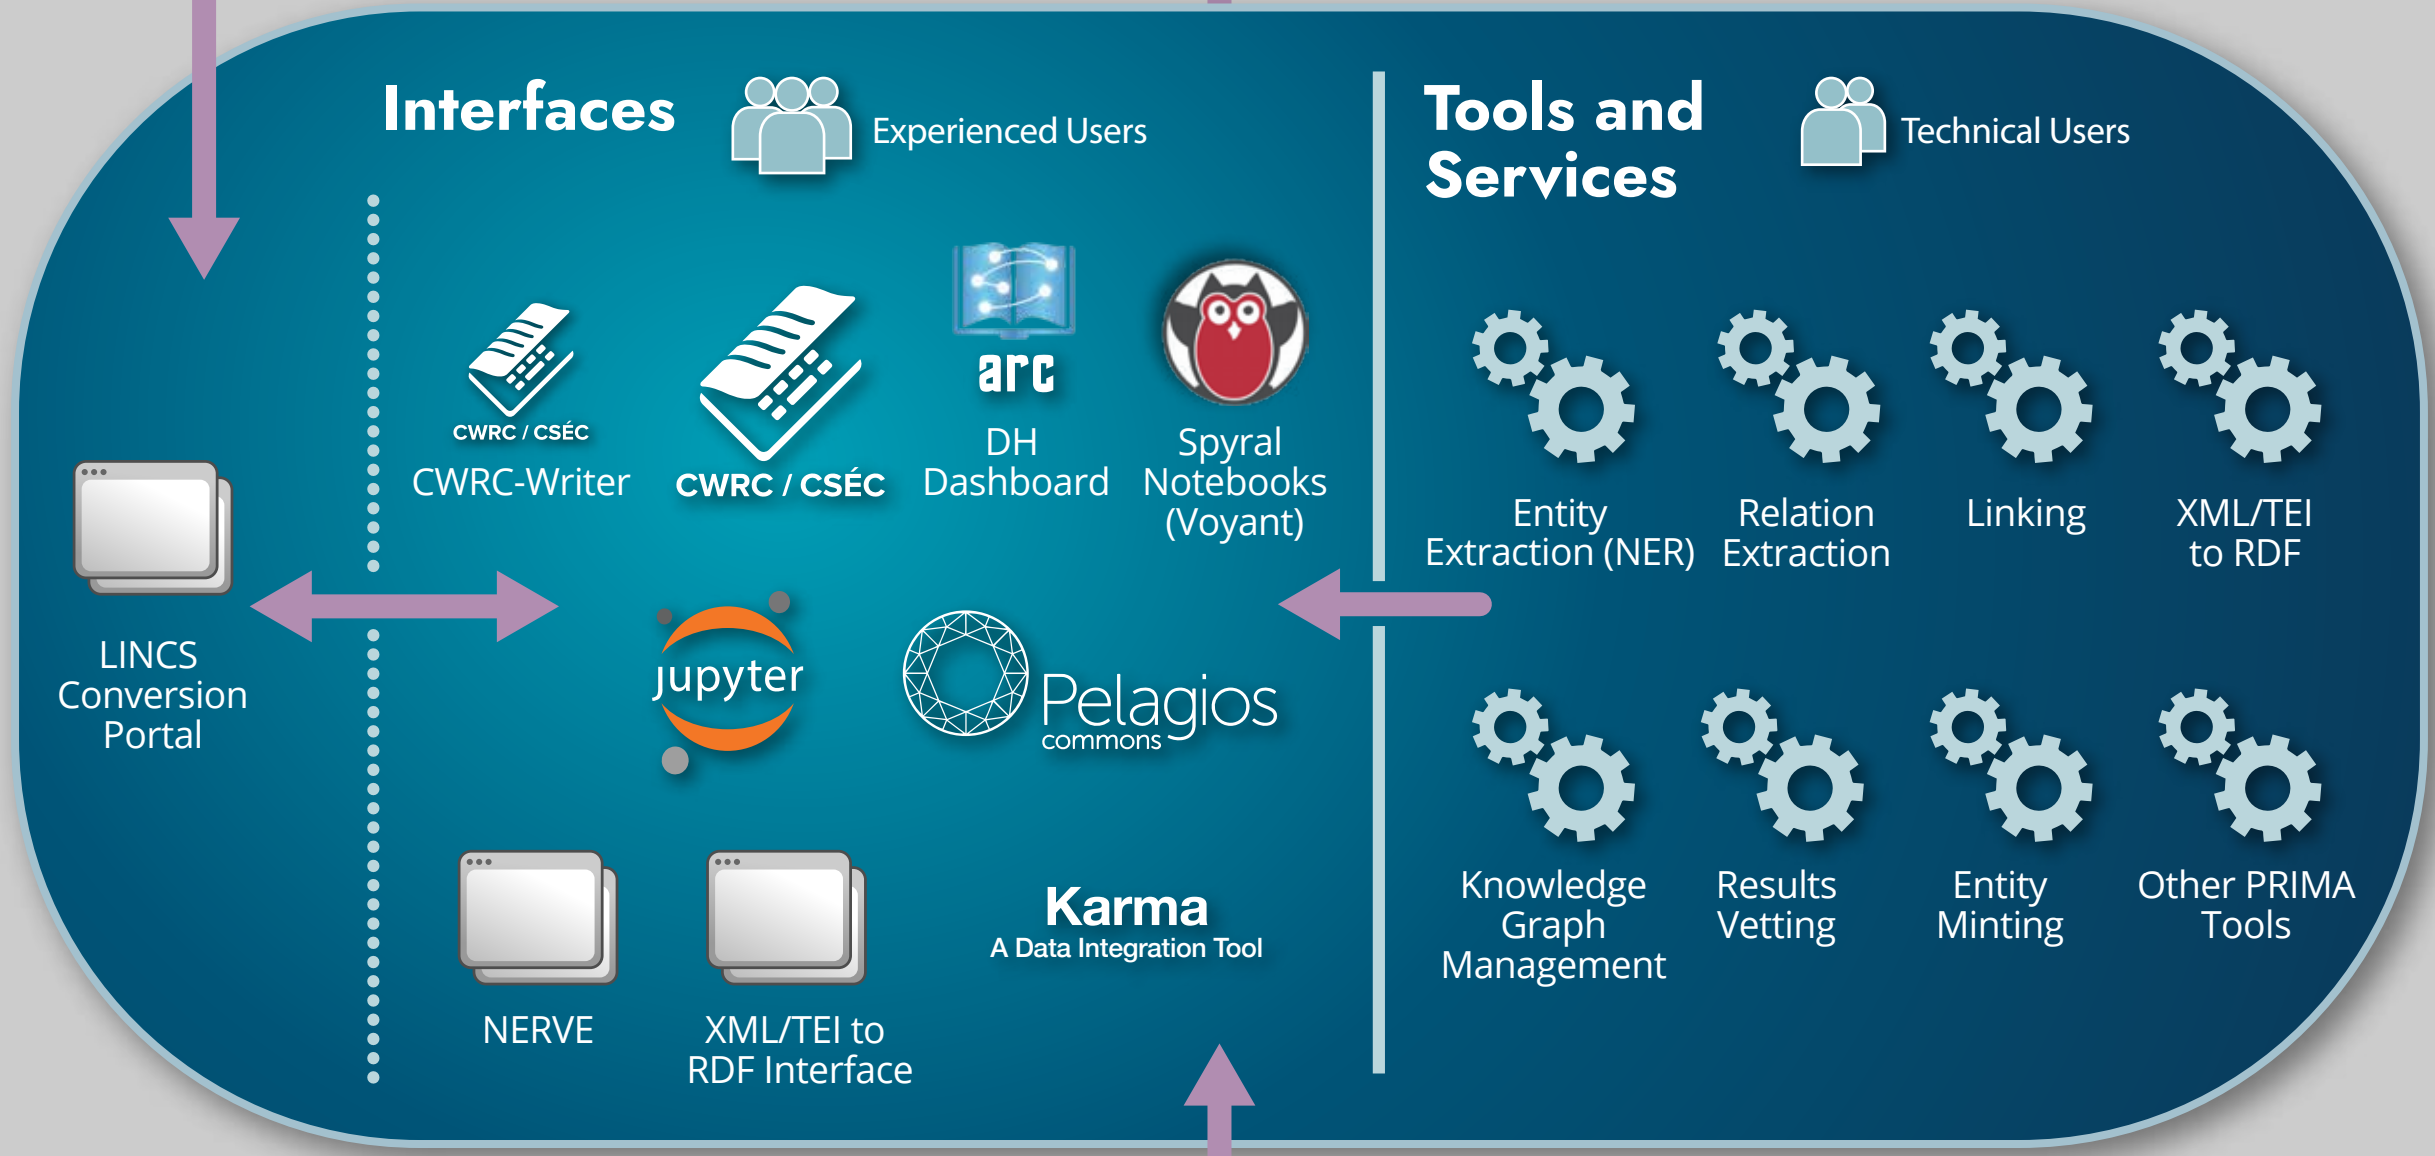 Interfaces
Experienced Users
CWRC / CSÉC
CWRC-Writer
CWRC / CSÉC
arc
DH
Dashboard
Spyral
Notebooks
(Voyant)
LINCS
Conversion
Portal
jupyter
Pelagios
commons
NERVE
XML/TEI to
RDF Interface
Karma
A Data Integration Tool
Tools and
Services
Technical Users
Entity
Extraction (NER)
Relation
Extraction
Linking
XML/TEI
to RDF
Knowledge
Graph
Management
Results
Vetting
Entity
Minting
Other PRIMA
Tools